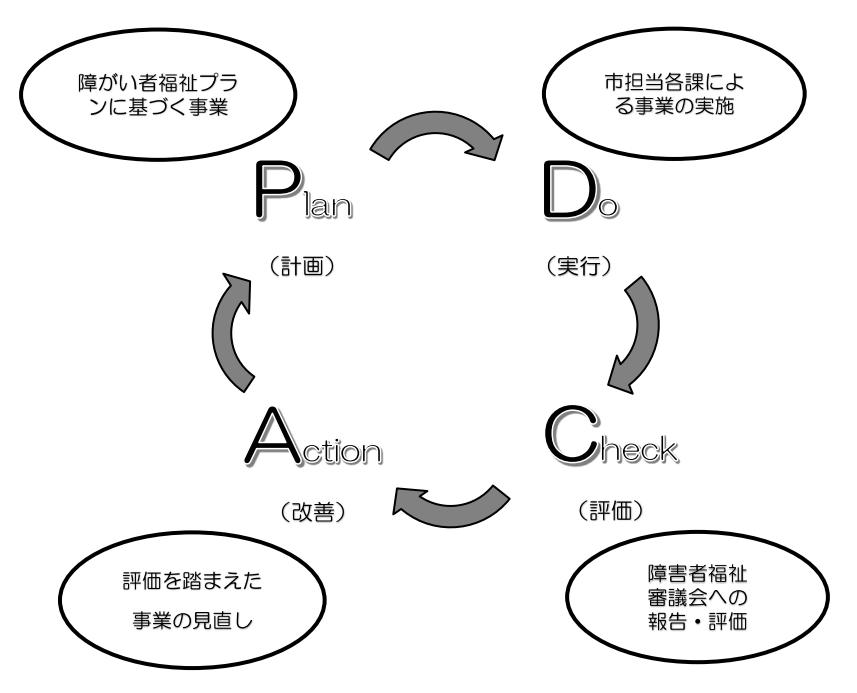 障がい者福祉プラ
ンに基づく事業
市担当各課によ
る事業の実施
Plan
Do
（計画）
（実行）
Action
Check
（改善）
（評価）
評価を踏まえた
事業の見直し
障害者福祉
審議会への
報告・評価